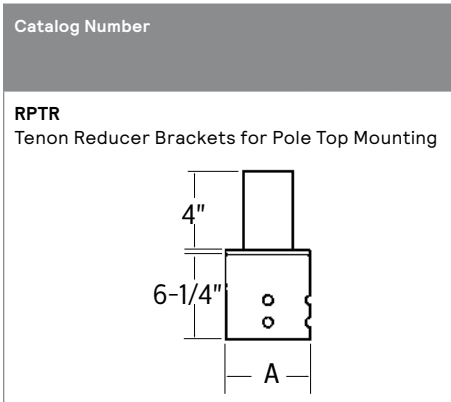 Catalog Number
RPTR
Tenon Reducer Brackets for Pole Top Mounting
4"
6-1/4"
A